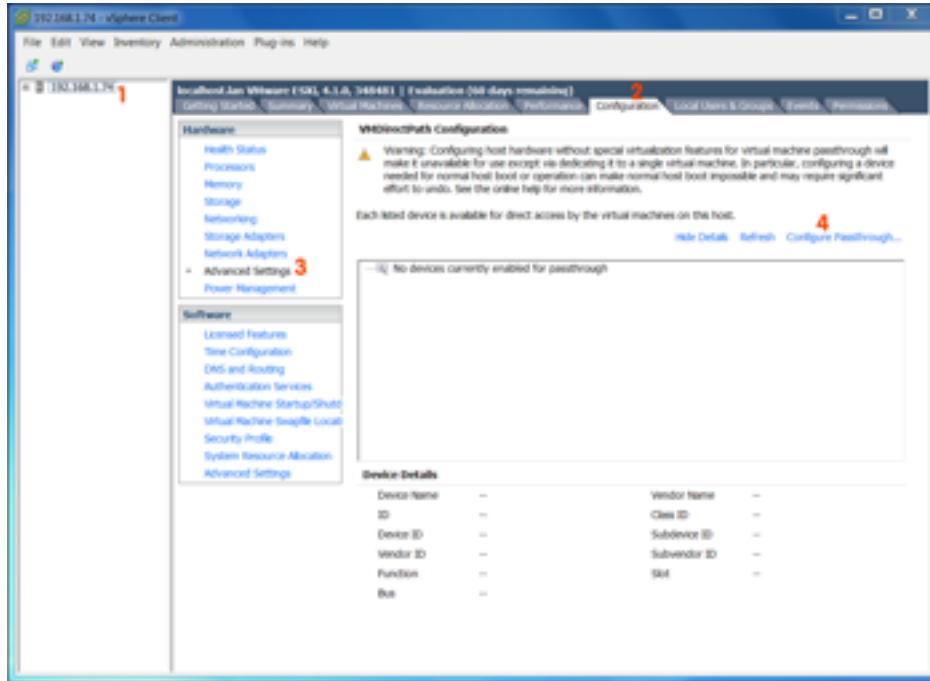 192.168.1.74 - vSphere Client
File Edit View Inventory Administration Plug-ins Help
192.168.1.74 1
localhost.lan VMware ESXi, 4.1.0, 348481 | Evaluation (60 days remaining)
2
Getting Started Summary Virtual Machines Resource Allocation Performance Configuration Local Users & Groups Events Permissions
Hardware
Health Status
Processors
Memory
Storage
Networking
Storage Adapters
Network Adapters
Advanced Settings 3
Power Management
Software
Licensed Features
Time Configuration
DNS and Routing
Authentication Services
Virtual Machine Startup/Shutd
Virtual Machine Swapfile Locati
Security Profile
System Resource Allocation
Advanced Settings
VMDirectPath Configuration
Warning: Configuring host hardware without special virtualization features for virtual machine passthrough will
make it unavailable for use except via dedicating it to a single virtual machine. In particular, configuring a device
needed for normal host boot or operation can make normal host boot impossible and may require significant
effort to undo. See the online help for more information.
Each listed device is available for direct access by the virtual machines on this host.
4
Hide Details Refresh Configure Passthrough...
No devices currently enabled for passthrough
Device Details
Device Name -- Vendor Name --
ID -- Class ID --
Device ID -- Subdevice ID --
Vendor ID -- Subvendor ID --
Function -- Slot --
Bus --